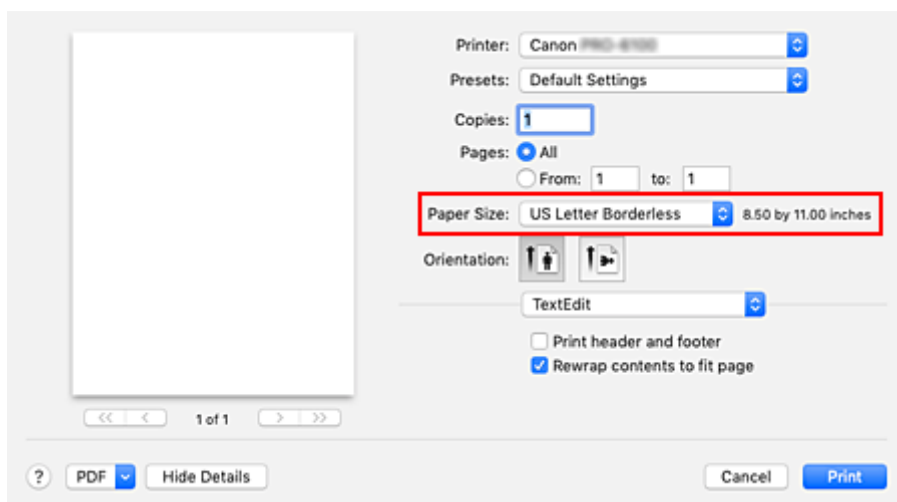 Printer: Canon
Presets: Default Settings
Copies: 1
Pages: All
From: 1 to: 1
Paper Size: US Letter Borderless 8.50 by 11.00 inches
Orientation:
TextEdit
Print header and footer
Rewrap contents to fit page
<< < 1 of 1 > >>
? PDF Hide Details Cancel Print